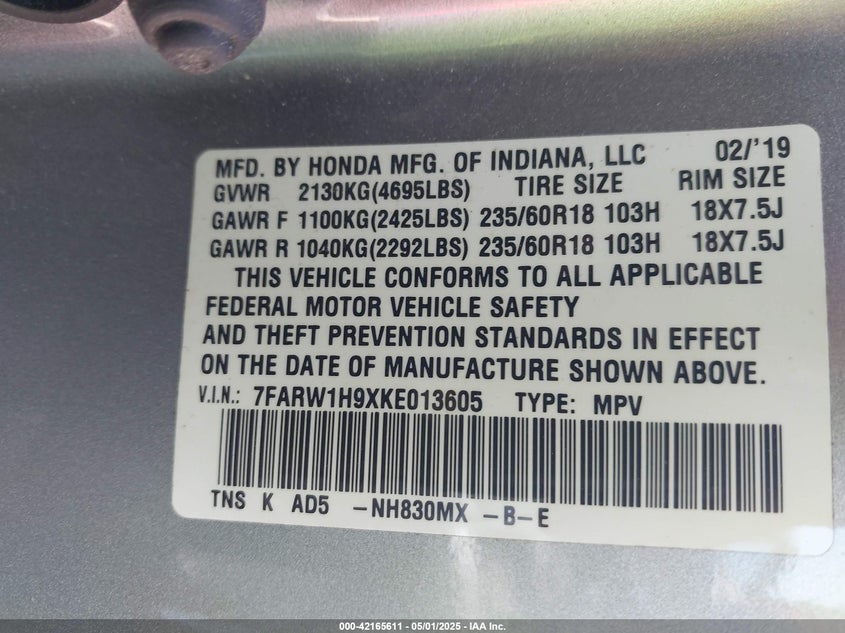 MFD. BY HONDA MFG. OF INDIANA, LLC 02/'19
GVWR 2130KG(4695LBS) TIRE SIZE RIM SIZE
GAWR F 1100KG(2425LBS) 235/60R18 103H 18X7.5J
GAWR R 1040KG(2292LBS) 235/60R18 103H 18X7.5J
THIS VEHICLE CONFORMS TO ALL APPLICABLE
FEDERAL MOTOR VEHICLE SAFETY
AND THEFT PREVENTION STANDARDS IN EFFECT
ON THE DATE OF MANUFACTURE SHOWN ABOVE.
V.I.N.: 7FARW1H9XKE013605 TYPE: MPV
TNS K AD5 -NH830MX -B-E
000-42165611 - 05/01/2025 - IAA Inc.